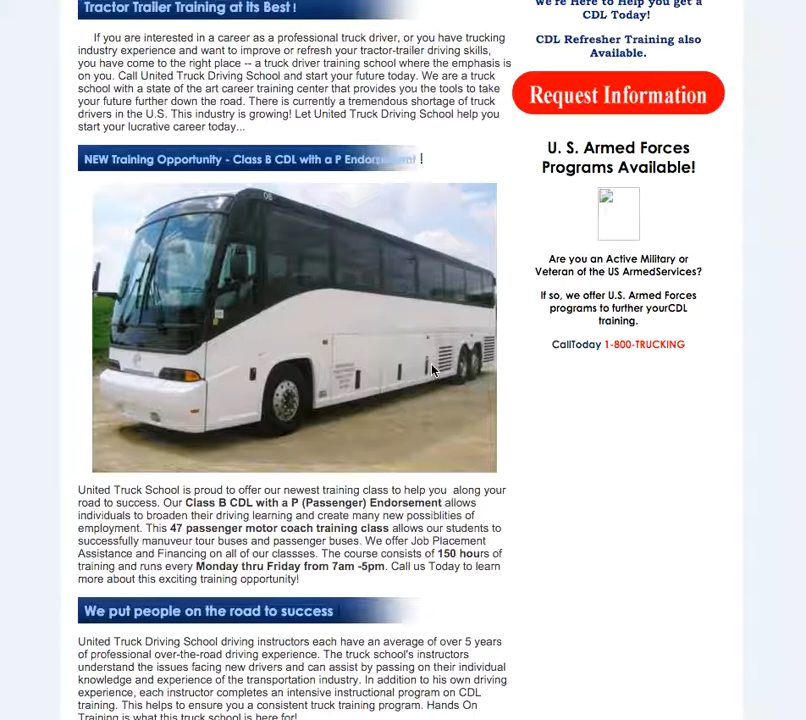 Tractor Trailer Training at its Best !
If you are interested in a career as a professional truck driver, or you have trucking
industry experience and want to improve or refresh your tractor-trailer driving skills,
you have come to the right place -- a truck driver training school where the emphasis is
on you. Call United Truck Driving School and start your future today. We are a truck
school with a state of the art career training center that provides you the tools to take
your future further down the road. There is currently a tremendous shortage of truck
drivers in the U.S. This industry is growing! Let United Truck Driving School help you
start your lucrative career today...
NEW Training Opportunity - Class B CDL with a P Endorsement !
United Truck School is proud to offer our newest training class to help you along your
road to success. Our Class B CDL with a P (Passenger) Endorsement allows
individuals to broaden their driving learning and create many new possiblities of
employment. This 47 passenger motor coach training class allows our students to
successfully manuveur tour buses and passenger buses. We offer Job Placement
Assistance and Financing on all of our classses. The course consists of 150 hours of
training and runs every Monday thru Friday from 7am -5pm. Call us Today to learn
more about this exciting training opportunity!
We put people on the road to success !
United Truck Driving School driving instructors each have an average of over 5 years
of professional over-the-road driving experience. The truck school's instructors
understand the issues facing new drivers and can assist by passing on their individual
knowledge and experience of the transportation industry. In addition to his own driving
experience, each instructor completes an intensive instructional program on CDL
training. This helps to ensure you a consistent truck training program. Hands On
Training is what this truck school is here for!
We're Here to Help you get a
CDL Today!
CDL Refresher Training also
Available.
Request Information
U. S. Armed Forces
Programs Available!
Are you an Active Military or
Veteran of the US ArmedServices?
If so, we offer U.S. Armed Forces
programs to further yourCDL
training.
CallToday 1-800-TRUCKING